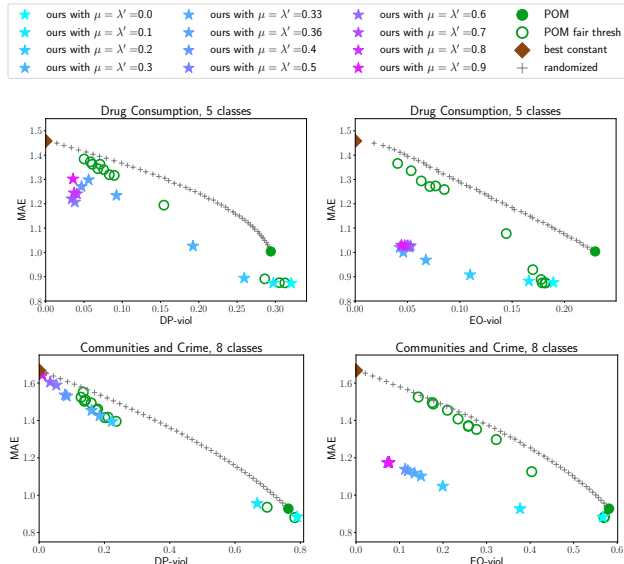 ours with μ = λ′ =0.0 ours with μ = λ′ =0.33 ours with μ = λ′ =0.6 POM
ours with μ = λ′ =0.1 ours with μ = λ′ =0.36 ours with μ = λ′ =0.7 POM fair thresh
ours with μ = λ′ =0.2 ours with μ = λ′ =0.4 ours with μ = λ′ =0.8 best constant
ours with μ = λ′ =0.3 ours with μ = λ′ =0.5 ours with μ = λ′ =0.9 randomized
Drug Consumption, 5 classes
1.5
1.4
1.3
1.2
1.1
1.0
0.9
0.8
MAE
0.00 0.05 0.10 0.15 0.20 0.25 0.30
DP-viol
Drug Consumption, 5 classes
1.5
1.4
1.3
1.2
1.1
1.0
0.9
0.8
MAE
0.00 0.05 0.10 0.15 0.20
EO-viol
Communities and Crime, 8 classes
1.6
1.4
1.2
1.0
0.8
MAE
0.0 0.2 0.4 0.6 0.8
DP-viol
Communities and Crime, 8 classes
1.6
1.4
1.2
1.0
0.8
MAE
0.0 0.1 0.2 0.3 0.4 0.5 0.6
EO-viol